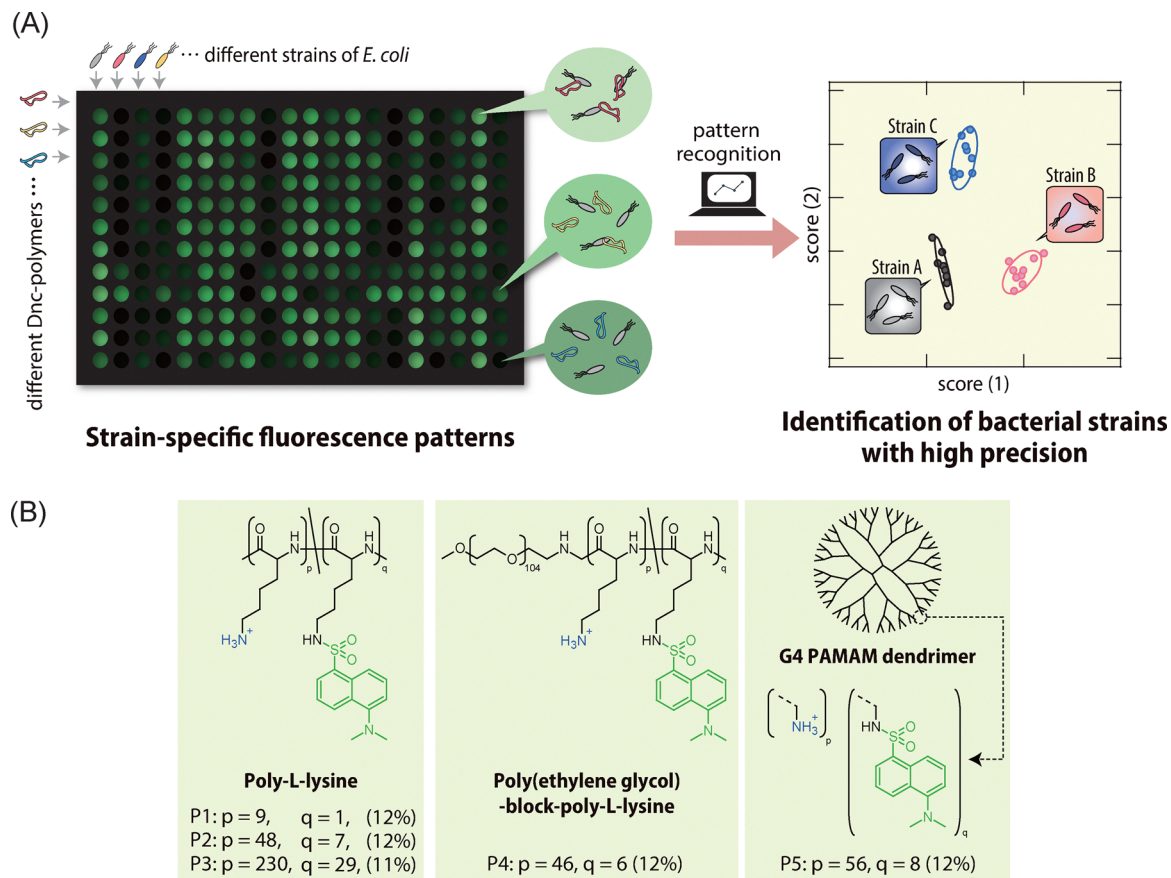 (A)
··· different strains of E. coli
different Dnc-polymers ···
Strain-specific fluorescence patterns
pattern
recognition
score (2)
Strain C
Strain B
Strain A
score (1)
Identification of bacterial strains
with high precision
(B)
O
H
N
p
O
H
N
q
H3N+
HN
S
O
O
N
Poly-L-lysine
P1: p = 9, q = 1, (12%)
P2: p = 48, q = 7, (12%)
P3: p = 230, q = 29, (11%)
O
O
104
H
N
O
H
N
p
O
H
N
q
H3N+
HN
S
O
O
N
Poly(ethylene glycol)
-block-poly-L-lysine
P4: p = 46, q = 6 (12%)
G4 PAMAM dendrimer
NH3+
p
HN
S
O
O
N
q
P5: p = 56, q = 8 (12%)